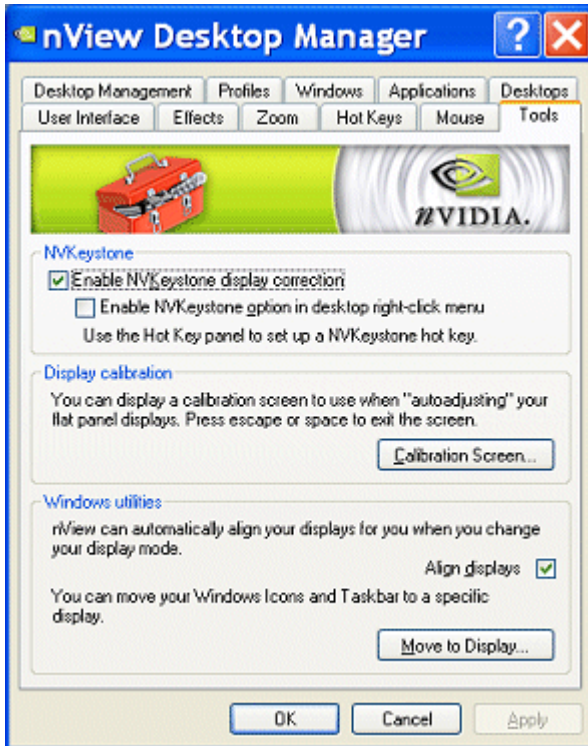 nView Desktop Manager
Desktop Management Profiles Windows Applications Desktops
User Interface Effects Zoom Hot Keys Mouse Tools
nVIDIA.
NVKeystone
Enable NVKeystone display correction
Enable NVKeystone option in desktop right-click menu
Use the Hot Key panel to set up a NVKeystone hot key.
Display calibration
You can display a calibration screen to use when "autoadjusting" your
flat panel displays. Press escape or space to exit the screen.
Calibration Screen...
Windows utilities
nView can automatically align your displays for you when you change
your display mode.
Align displays
You can move your Windows Icons and Taskbar to a specific
display.
Move to Display...
OK Cancel Apply